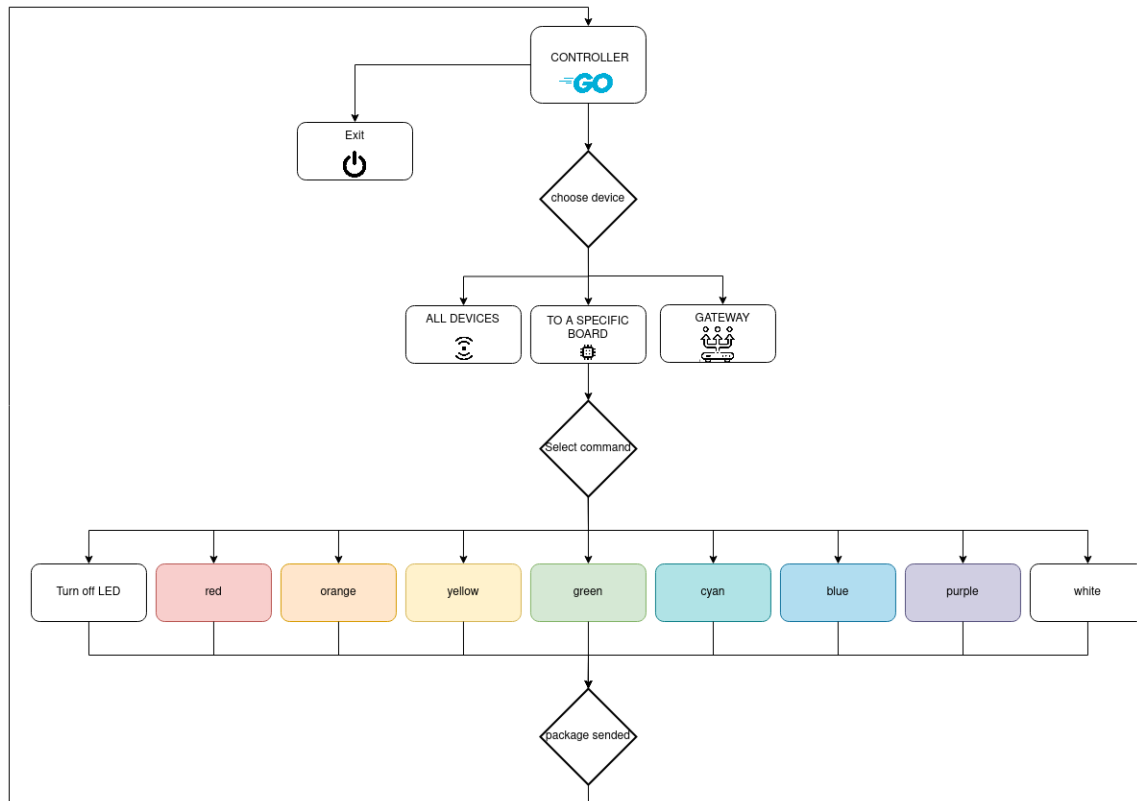 CONTROLLER
GO
Exit
choose device
ALL DEVICES
TO A SPECIFIC
BOARD
GATEWAY
Select command
Turn off LED
red
orange
yellow
green
cyan
blue
purple
white
package sended